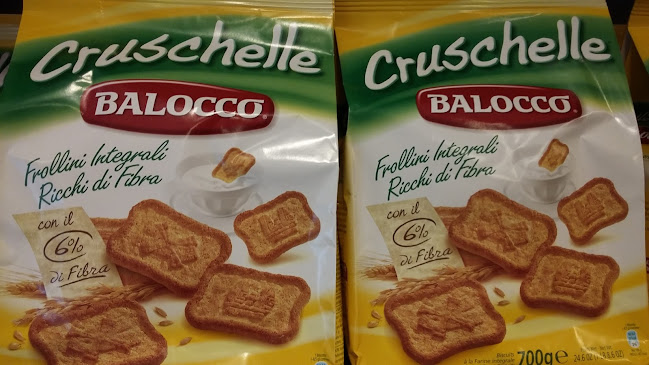 Cruschelle
BALOCCO
Frollini Integrali
Ricchi di Fibra
con il
6%
di Fibra
Cruschelle
BALOCCO
Frollini Integrali
Ricchi di Fibra
con il
6%
di Fibra
Biscotti
700g e